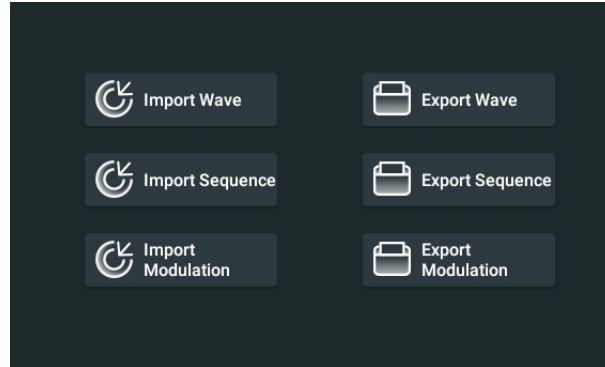 Import Wave
Export Wave
Import Sequence
Export Sequence
Import
Modulation
Export
Modulation